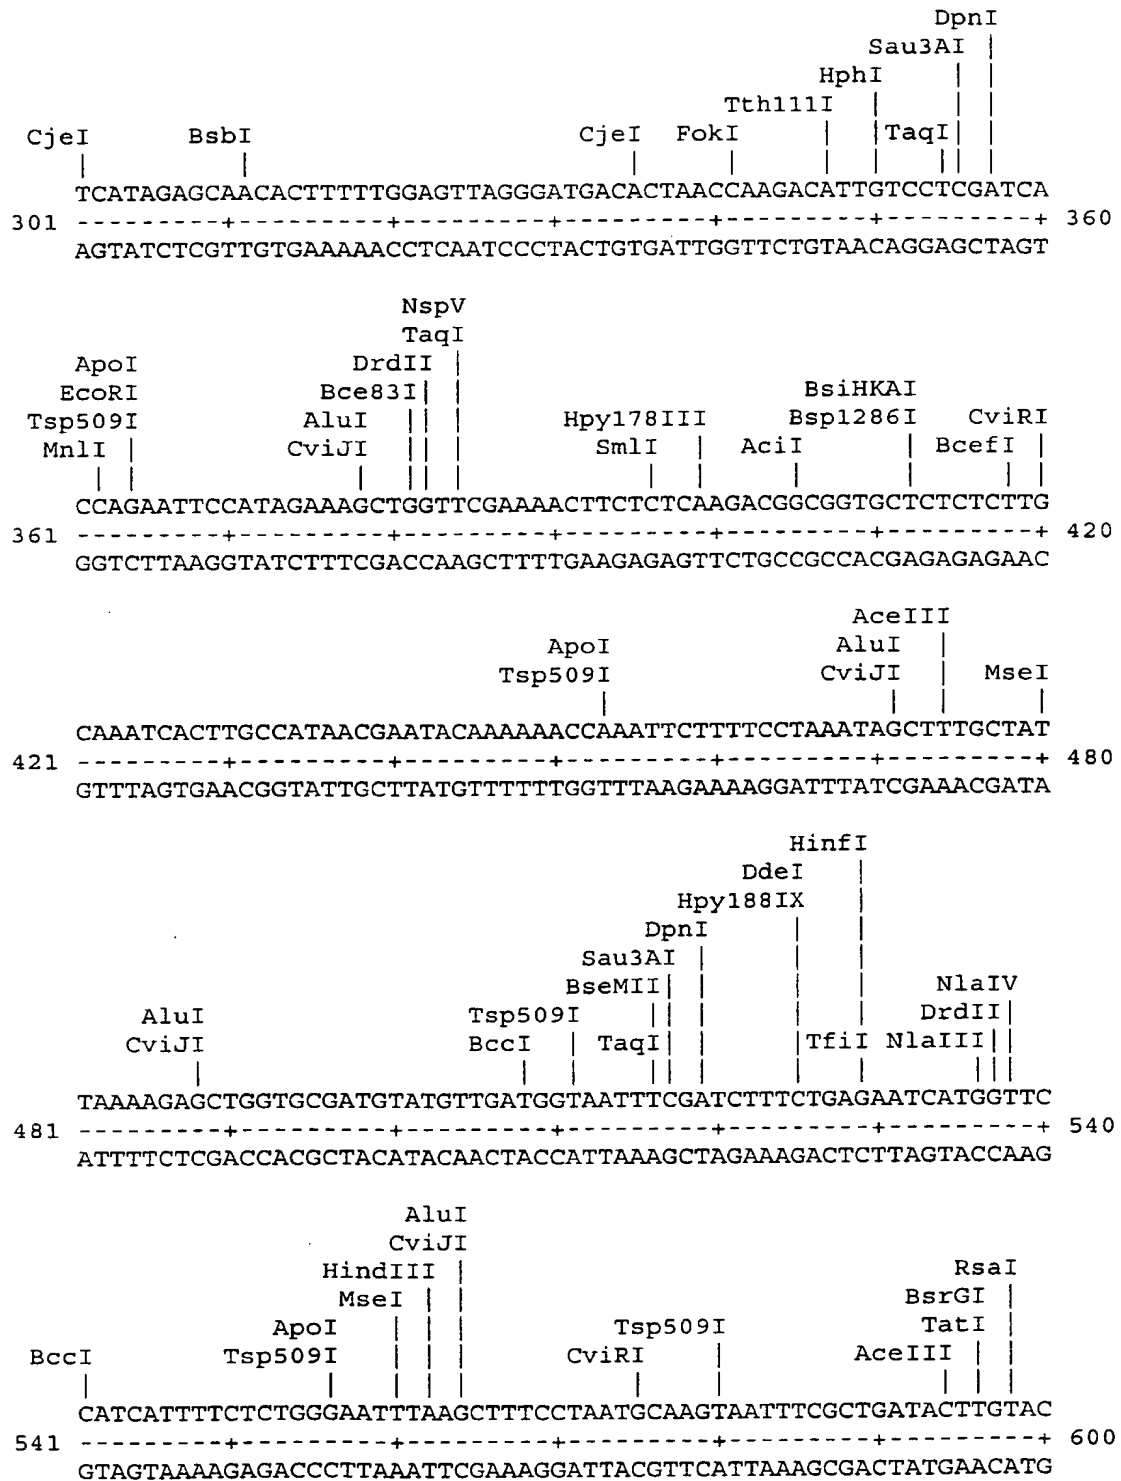 DpnI
Sau3AI
HphI
Tth111I
CjeI BsbI CjeI FokI TaqI
TCATAGAGCAACACTTTTTGGAGTTAGGGATGACACTAACCAAGACATTGTCCTCGATCA
301 ---------+---------+---------+---------+---------+---------+ 360
AGTATCTCGTTGTGAAAAACCTCAATCCCTACTGTGATTGGTTCTGTAACAGGAGCTAGT
NspV
TaqI
ApoI DrdII
EcoRI Bce83I BsiHKAI
Tsp509I AluI Hpy178III Bsp1286I CviRI
MnlI CviJI SmlI AciI BcefI
CCAGAATTCCATAGAAAGCTGGTTCGAAAACTTCTCTCAAGACGGCGGTGCTCTCTCTTG
361 ---------+---------+---------+---------+---------+---------+ 420
GGTCTTAAGGTATCTTTCGACCAAGCTTTTGAAGAGAGTTCTGCCGCCACGAGAGAGAAC
AceIII
ApoI AluI
Tsp509I CviJI MseI
CAAATCACTTGCCATAACGAATACAAAAAACCAAATTCTTTTCCTAAATAGCTTTGCTAT
421 ---------+---------+---------+---------+---------+---------+ 480
GTTTAGTGAACGGTATTGCTTATGTTTTTTGGTTTAAGAAAAGGATTTATCGAAACGATA
HinfI
DdeI
Hpy188IX
DpnI
Sau3AI
BseMII NlaIV
AluI Tsp509I DrdII
CviJI BccI TaqI TfiI NlaIII
TAAAAGAGCTGGTGCGATGTATGTTGATGGTAATTTCGATCTTTCTGAGAATCATGGTTC
481 ---------+---------+---------+---------+---------+---------+ 540
ATTTTCTCGACCACGCTACATACAACTACCATTAAAGCTAGAAAGACTCTTAGTACCAAG
AluI
CviJI
HindIII RsaI
MseI BsrGI
ApoI Tsp509I TatI
BccI Tsp509I CviRI AceIII
CATCATTTTCTCTGGGAATTTAAGCTTTCCTAATGCAAGTAATTTCGCTGATACTTGTAC
541 ---------+---------+---------+---------+---------+---------+ 600
GTAGTAAAAGAGACCCTTAAATTCGAAAGGATTACGTTCATTAAAGCGACTATGAACATG